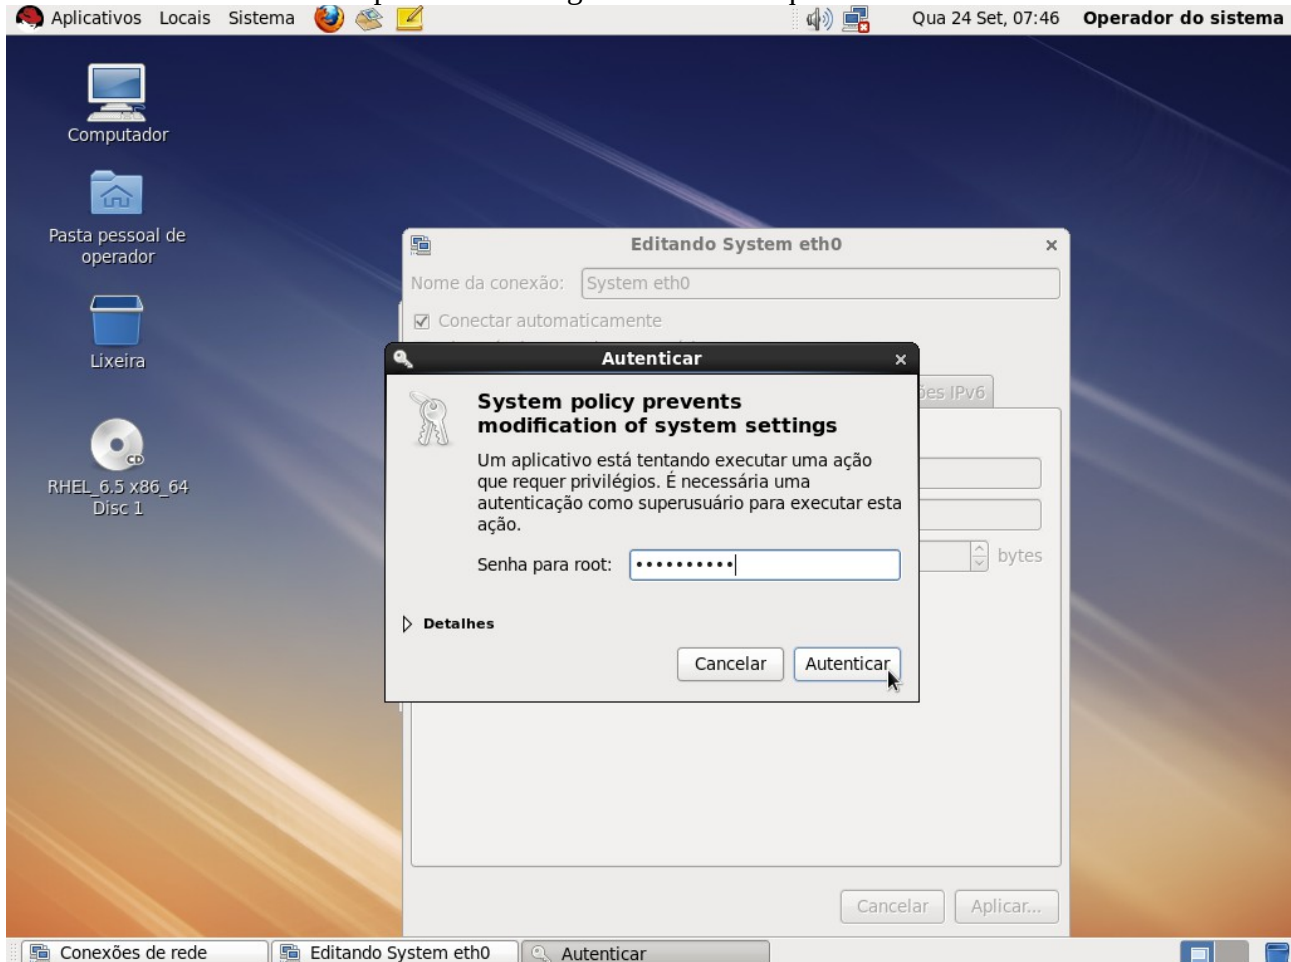 Aplicativos Locais Sistema
Qua 24 Set, 07:46 Operador do sistema
Computador
Pasta pessoal de
operador
Lixeira
RHEL_6.5 x86_64
Disc 1
Editando System eth0
Nome da conexão: System eth0
Conectar automaticamente
ões IPv6
bytes
Cancelar Aplicar...
Autenticar
System policy prevents
modification of system settings
Um aplicativo está tentando executar uma ação
que requer privilégios. É necessária uma
autenticação como superusuário para executar esta
ação.
Senha para root: ••••••••••
Detalhes
Cancelar Autenticar
Conexões de rede Editando System eth0 Autenticar